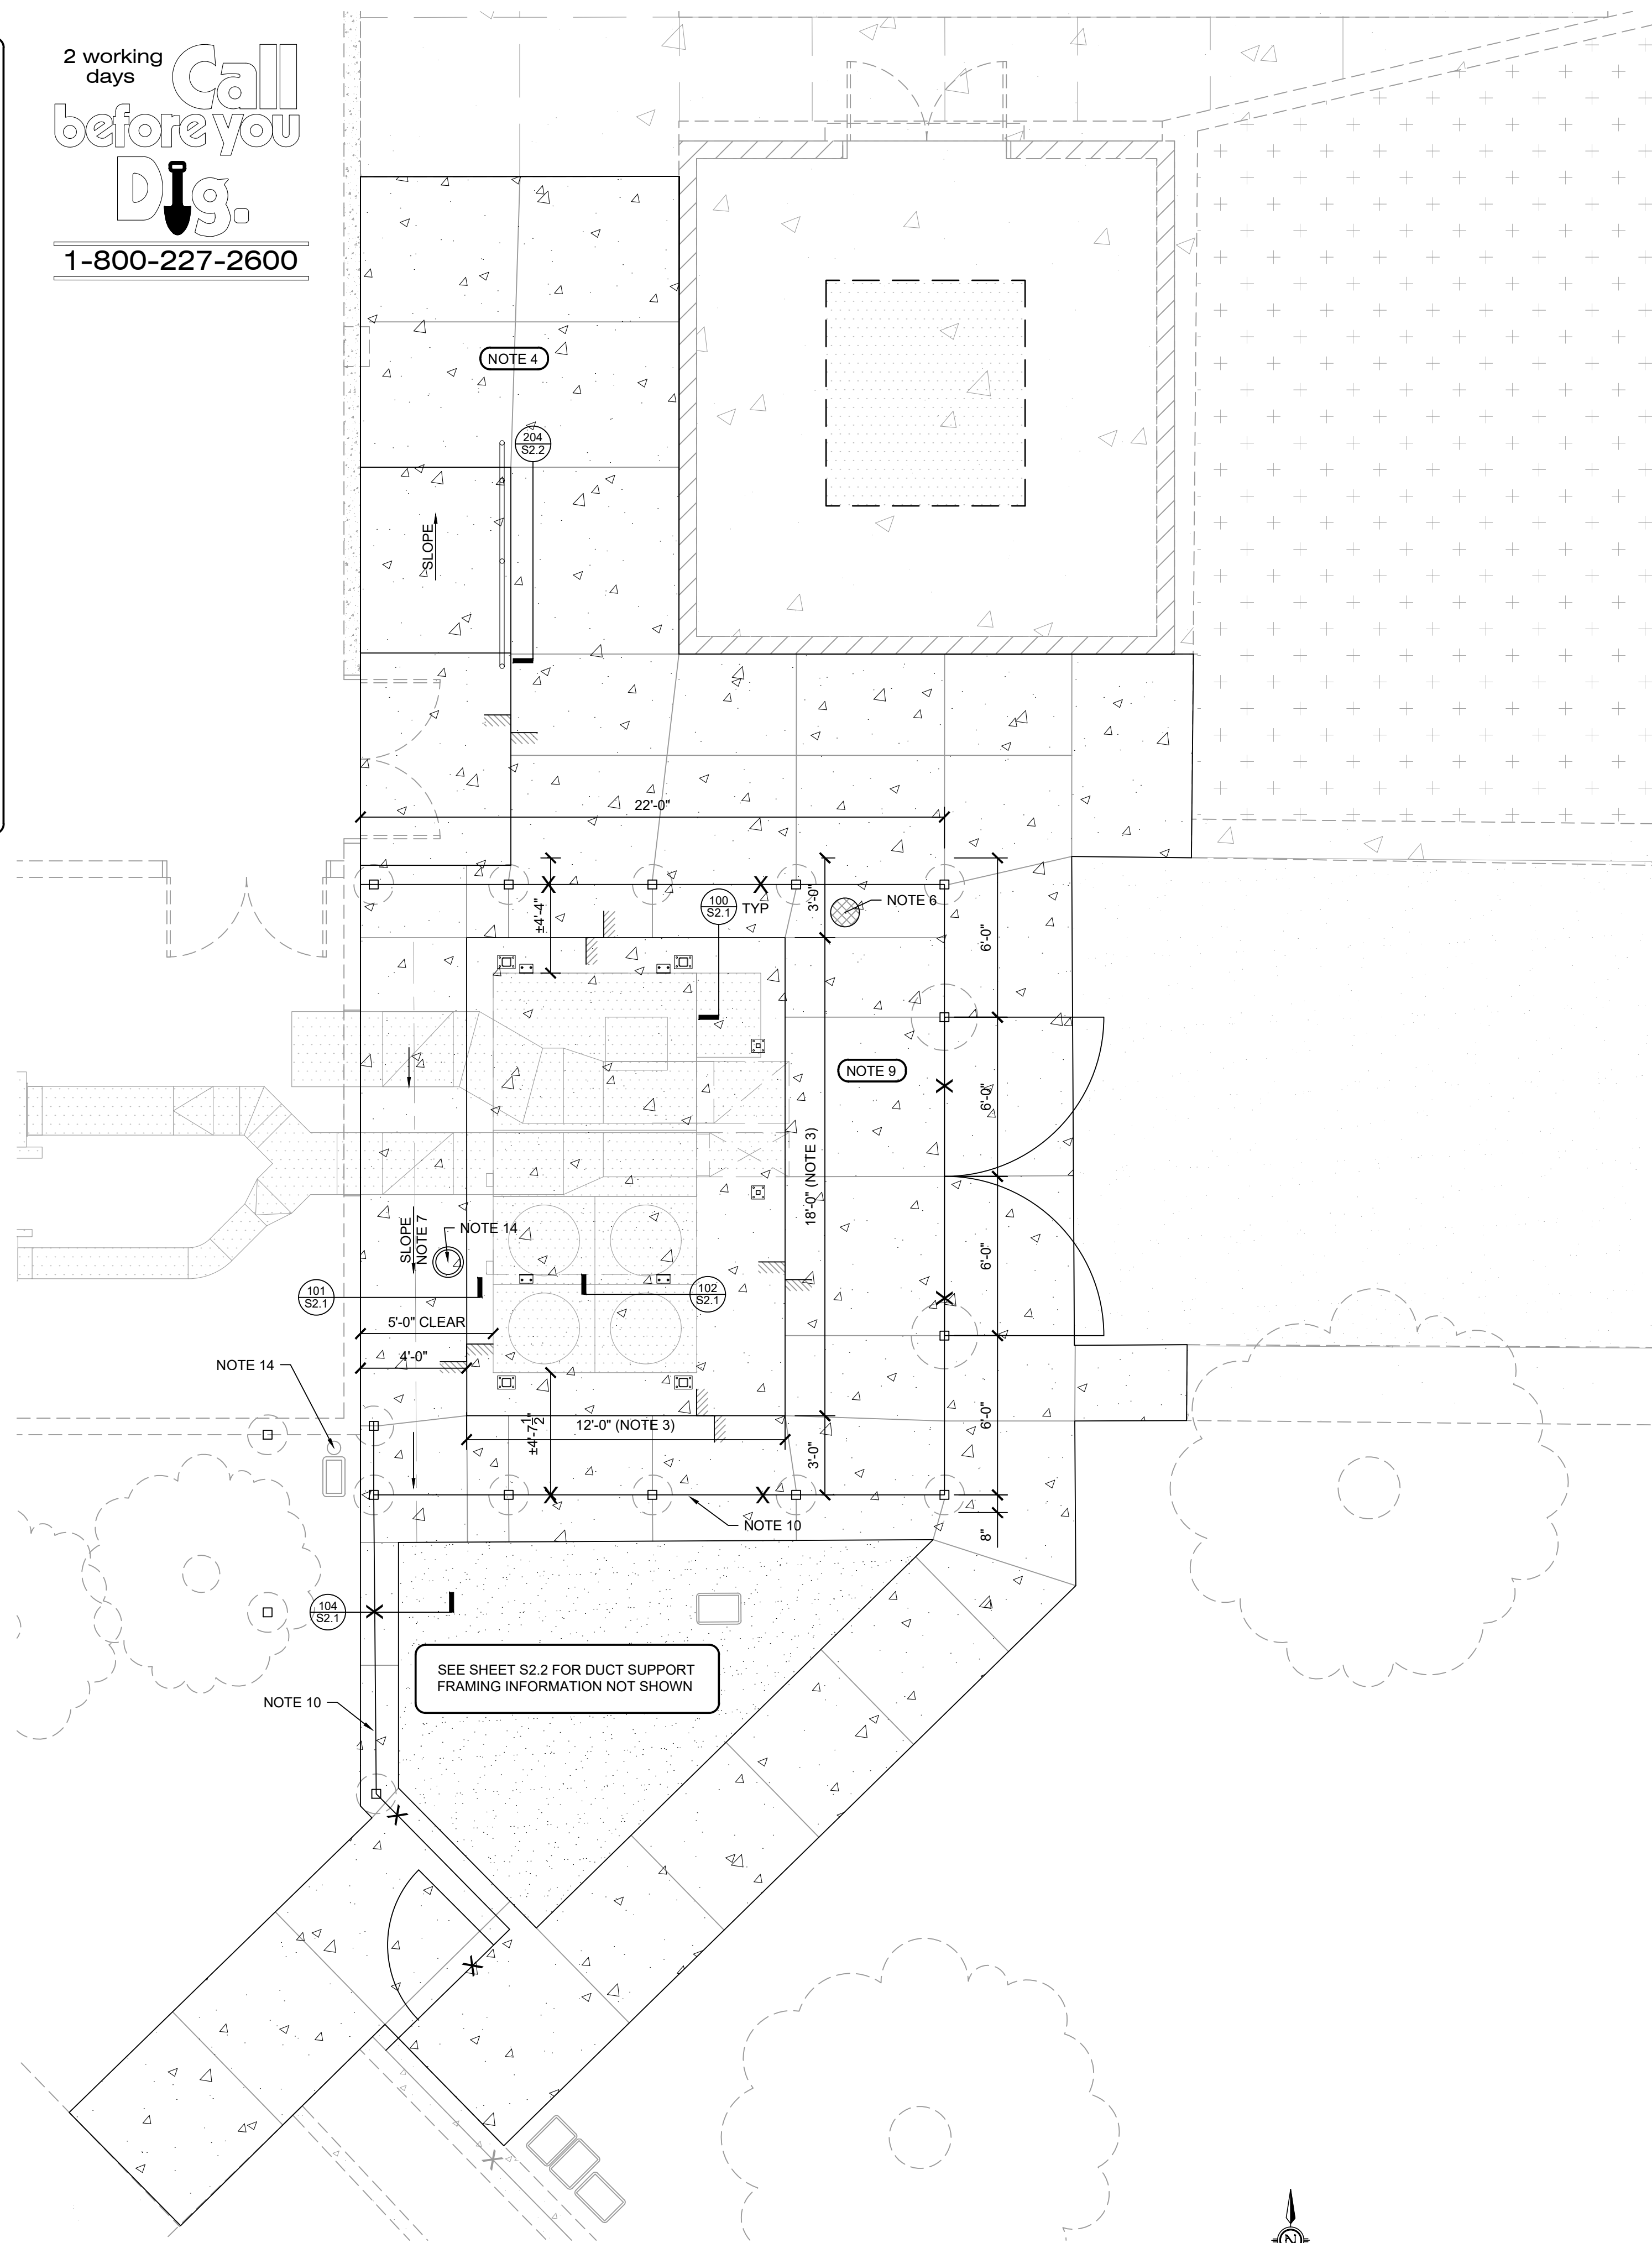 2 working
days
Call
before you
Dig.
1-800-227-2600
NOTE 4
204
S2.2
SLOPE
22'-0"
±4'-4"
100
S2.1
TYP
3'-0"
NOTE 6
6'-0"
NOTE 9
6'-0"
18'-0" (NOTE 3)
SLOPE
NOTE 7
NOTE 14
6'-0"
101
S2.1
102
S2.1
5'-0" CLEAR
4'-0"
NOTE 14
±4'-7 1/2"
12'-0" (NOTE 3)
3'-0"
6'-0"
NOTE 10
8"
104
S2.1
SEE SHEET S2.2 FOR DUCT SUPPORT
FRAMING INFORMATION NOT SHOWN
NOTE 10
N